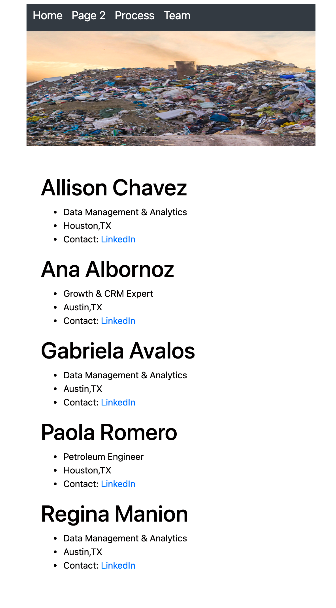 Home Page 2 Process Team
Allison Chavez
• Data Management & Analytics
• Houston,TX
• Contact: LinkedIn
Ana Albornoz
• Growth & CRM Expert
• Austin,TX
• Contact: LinkedIn
Gabriela Avalos
• Data Management & Analytics
• Austin,TX
• Contact: LinkedIn
Paola Romero
• Petroleum Engineer
• Houston,TX
• Contact: LinkedIn
Regina Manion
• Data Management & Analytics
• Austin,TX
• Contact: LinkedIn